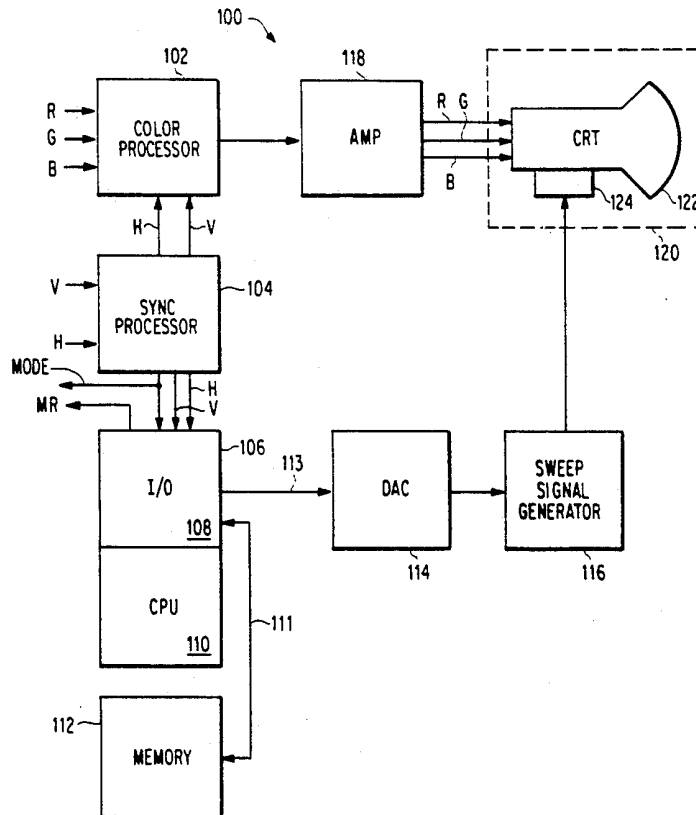 100
102
118
R
G
B
COLOR
PROCESSOR
AMP
R G
B
CRT
124
122
120
H
V
V
H
SYNC
PROCESSOR
104
MODE
MR
H
V
106
I/O
108
113
DAC
114
SWEEP
SIGNAL
GENERATOR
116
CPU
110
111
112
MEMORY